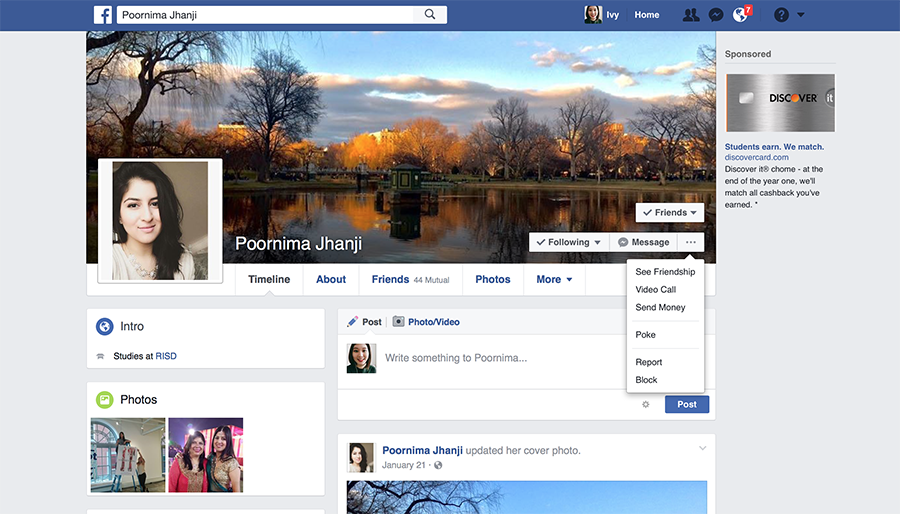 f
Poornima Jhanji
Ivy
Home
7
?
Sponsored
DISCOVER it
Students earn. We match.
discovercard.com
Discover it® chome - at the
end of the year one, we'll
match all cashback you've
earned. *
Friends
Poornima Jhanji
Following
Message
...
See Friendship
Video Call
Send Money
Poke
Report
Block
Timeline
About
Friends 44 Mutual
Photos
More
Intro
Studies at RISD
Photos
Post
Photo/Video
Write something to Poornima...
Post
Poornima Jhanji updated her cover photo.
January 21 ·